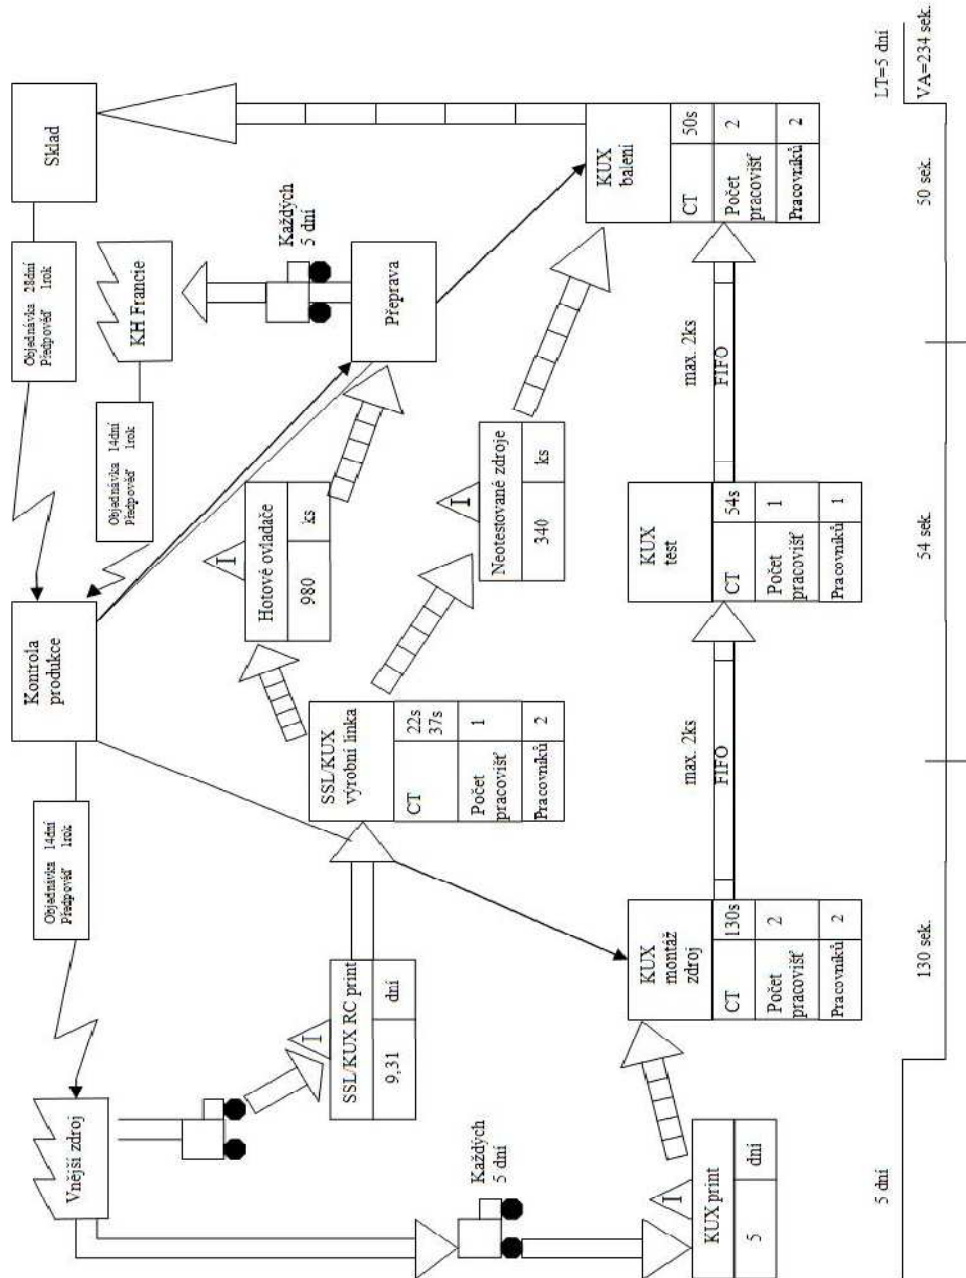 Vnější zdroj
Objednávka 14dní
Předpověď 1rok
Kontrola
produkce
Objednávka 28dní
Předpověď 1rok
Sklad
Objednávka 14dní
Předpověď 1rok
KH Francie
Každých
5 dní
Přeprava
I
Hotové ovladače
980 ks
I
SSL/KUX RC print
9,31 dní
SSL/KUX
výrobní linka
CT 22s
37s
Počet
pracovišť 1
Pracovníků 2
I
Neotestované zdroje
340 ks
Každých
5 dní
I
KUX print
5 dní
KUX
montáž
zdroj
CT 130s
Počet
pracovišť 2
Pracovníků 2
max. 2ks
FIFO
KUX
test
CT 54s
Počet
pracovišť 1
Pracovníků 1
max. 2ks
FIFO
KUX
balení
CT 50s
Počet
pracovišť 2
Pracovníků 2
5 dní
130 sek.
54 sek.
50 sek.
LT=5 dní
VA=234 sek.